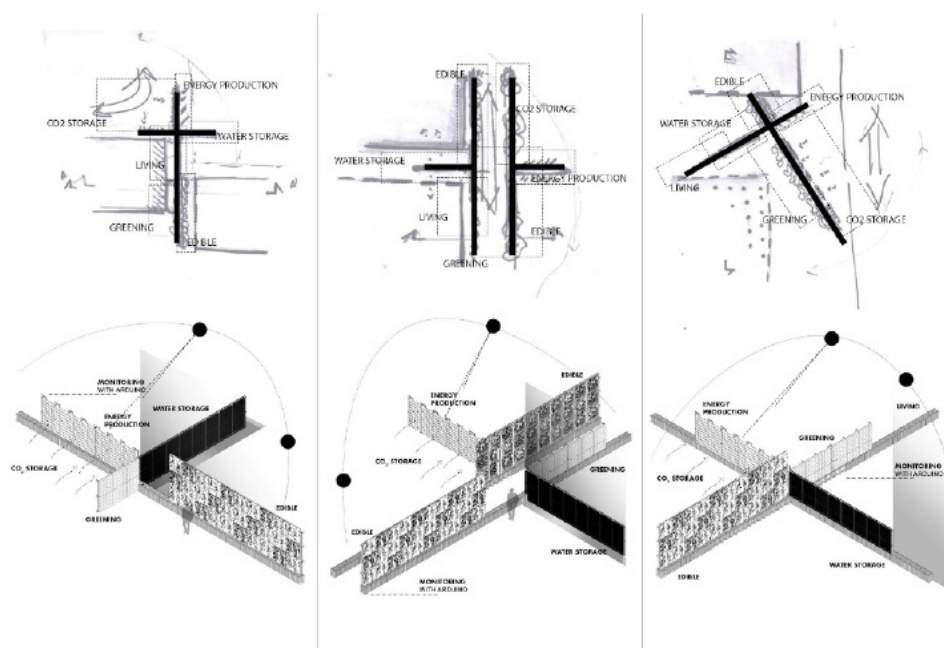 ENERGY PRODUCTION
CO2 STORAGE
WATER STORAGE
LIVING
GREENING
EDIBLE
EDIBLE
CO2 STORAGE
WATER STORAGE
ENERGY PRODUCTION
LIVING
EDIBLE
GREENING
EDIBLE
ENERGY PRODUCTION
WATER STORAGE
LIVING
GREENING
CO2 STORAGE
MONITORING
WITH ARDUINO
WATER STORAGE
ENERGY
PRODUCTION
CO₂ STORAGE
GREENING
EDIBLE
EDIBLE
ENERGY
PRODUCTION
CO₂ STORAGE
GREENING
EDIBLE
WATER STORAGE
MONITORING
WITH ARDUINO
LIVING
ENERGY
PRODUCTION
GREENING
MONITORING
WITH ARDUINO
CO₂ STORAGE
WATER STORAGE
EDIBLE